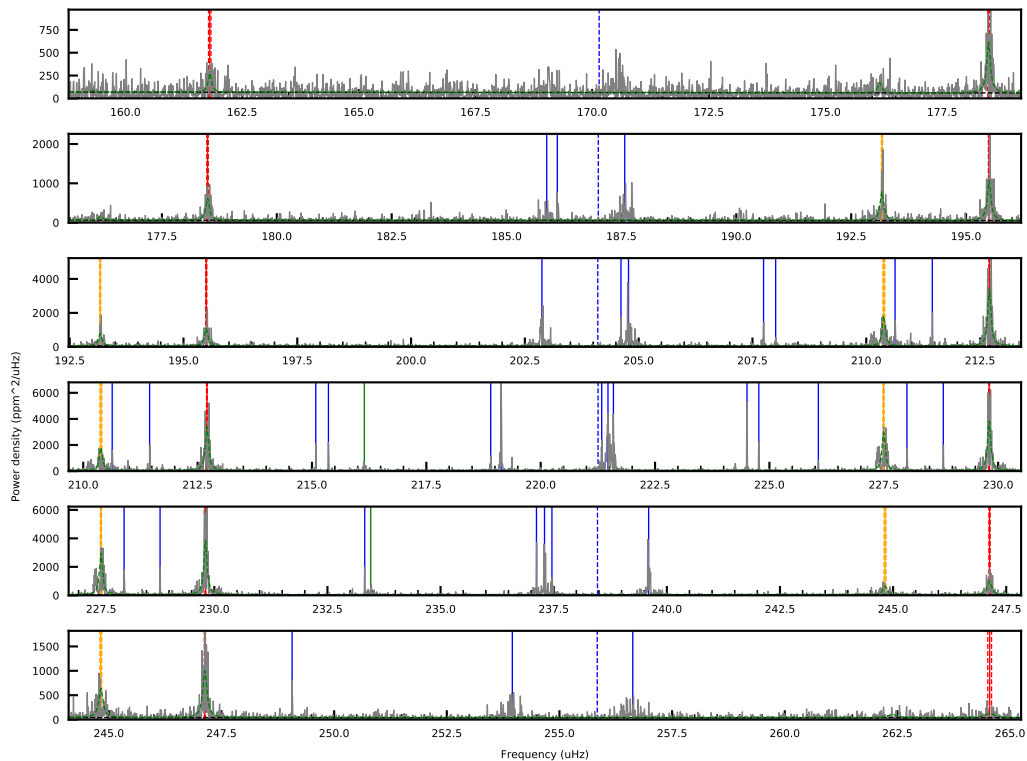 750
500
250
0
160.0 162.5 165.0 167.5 170.0 172.5 175.0 177.5
2000
1000
0
177.5 180.0 182.5 185.0 187.5 190.0 192.5 195.0
4000
2000
0
192.5 195.0 197.5 200.0 202.5 205.0 207.5 210.0 212.5
Power density (ppm^2/uHz)
6000
4000
2000
0
210.0 212.5 215.0 217.5 220.0 222.5 225.0 227.5 230.0
6000
4000
2000
0
227.5 230.0 232.5 235.0 237.5 240.0 242.5 245.0 247.5
1500
1000
500
0
245.0 247.5 250.0 252.5 255.0 257.5 260.0 262.5 265.0
Frequency (uHz)